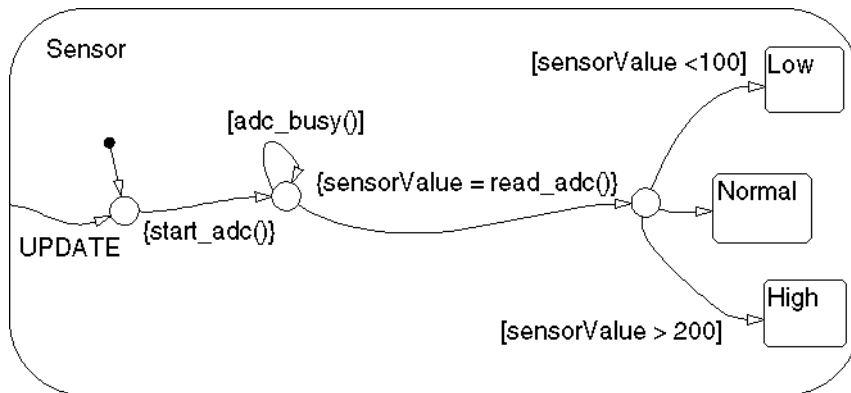 Sensor
[sensorValue <100]
Low
[adc_busy()]
{sensorValue = read_adc()}
Normal
{start_adc()}
UPDATE
High
[sensorValue > 200]